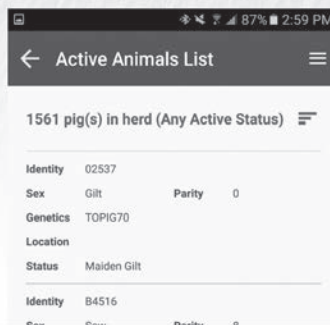 87% 2:59 PM
Active Animals List
1561 pig(s) in herd (Any Active Status)
Identity 02537
Sex Gilt Parity 0
Genetics TOPIG70
Location
Status Maiden Gilt
Identity B4516
Sex Sow Parity 8